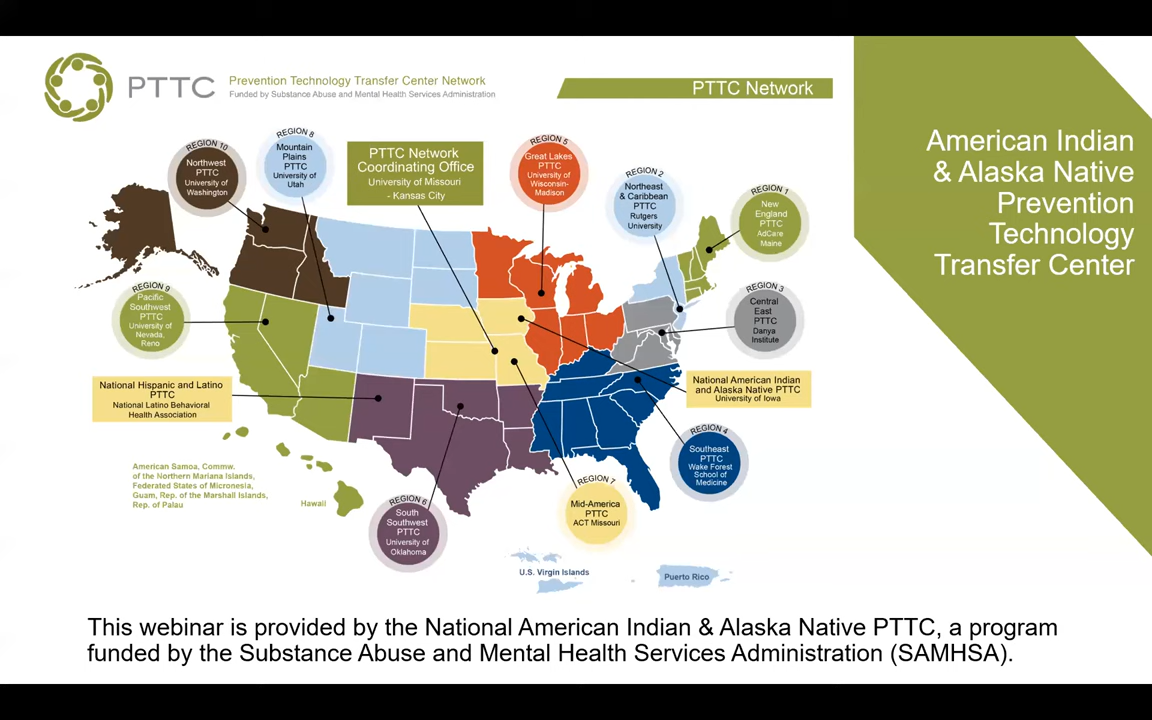 PTTC
Prevention Technology Transfer Center Network
Funded by Substance Abuse and Mental Health Services Administration
PTTC Network
American Indian
& Alaska Native
Prevention
Technology
Transfer Center
REGION 10
Northwest
PTTC
University of
Washington
REGION 8
Mountain
Plains
PTTC
University of
Utah
PTTC Network
Coordinating Office
University of Missouri
- Kansas City
REGION 5
Great Lakes
PTTC
University of
Wisconsin-
Madison
REGION 2
Northeast
& Caribbean
PTTC
Rutgers
University
REGION 1
New
England
PTTC
AdCare
Maine
REGION 9
Pacific
Southwest
PTTC
University of
Nevada,
Reno
REGION 3
Central
East
PTTC
Danya
Institute
National Hispanic and Latino
PTTC
National Latino Behavioral
Health Association
National American Indian
and Alaska Native PTTC
University of Iowa
REGION 4
Southeast
PTTC
Wake Forest
School of
Medicine
American Samoa, Commw.
of the Northern Mariana Islands,
Federated States of Micronesia,
Guam, Rep. of the Marshall Islands,
Rep. of Palau
Hawaii
REGION 6
South
Southwest
PTTC
University of
Oklahoma
REGION 7
Mid-America
PTTC
ACT Missouri
U.S. Virgin Islands
Puerto Rico
This webinar is provided by the National American Indian & Alaska Native PTTC, a program
funded by the Substance Abuse and Mental Health Services Administration (SAMHSA).